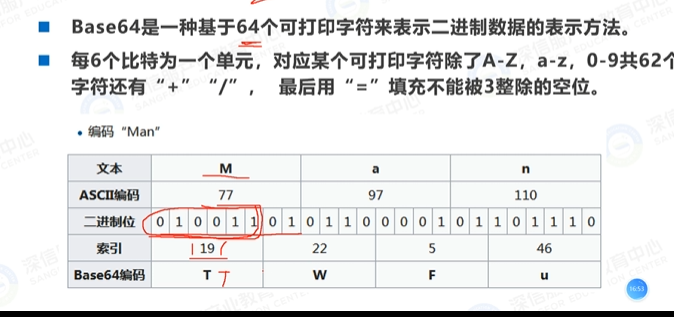 Base64是一种基于64个可打印字符来表示二进制数据的表示方法。
每6个比特为一个单元，对应某个可打印字符除了A-Z，a-z，0-9共62个
字符还有“+”“/”， 最后用“=”填充不能被3整除的空位。
• 编码“Man”
文本 M a n
ASCII编码 77 97 110
二进制位 0 1 0 0 1 1 0 1 0 1 1 0 0 0 0 1 0 1 1 0 1 1 1 0
索引 19 22 5 46
Base64编码 T T W F u
36:53